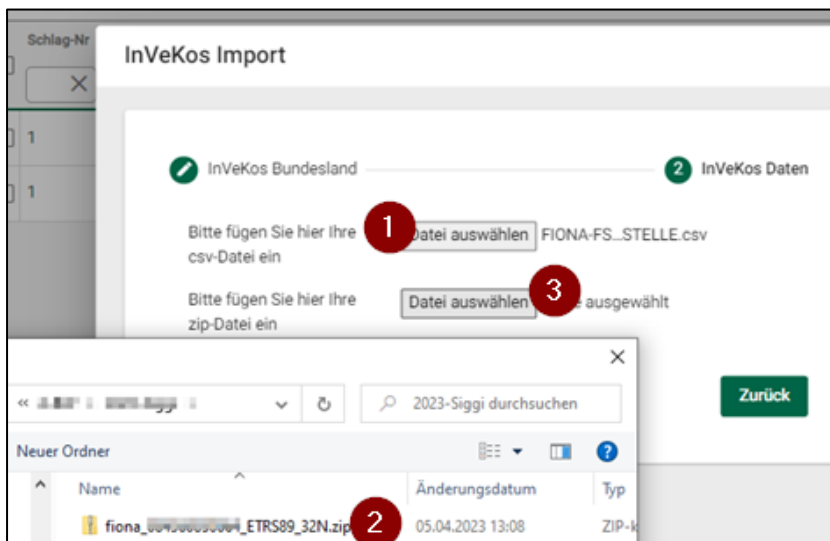 Schlag-Nr
InVeKos Import
1
1
InVeKos Bundesland
2 InVeKos Daten
Bitte fügen Sie hier Ihre
csv-Datei ein
1
Datei auswählen FIONA-FS...STELLE.csv
Bitte fügen Sie hier Ihre
zip-Datei ein
Datei auswählen 3 ausgewählt
Zurück
2023-Siggi durchsuchen
Neuer Ordner
Name Änderungsdatum Typ
fiona_ _ETRS89_32N.zip 2 05.04.2023 13:08 ZIP-k